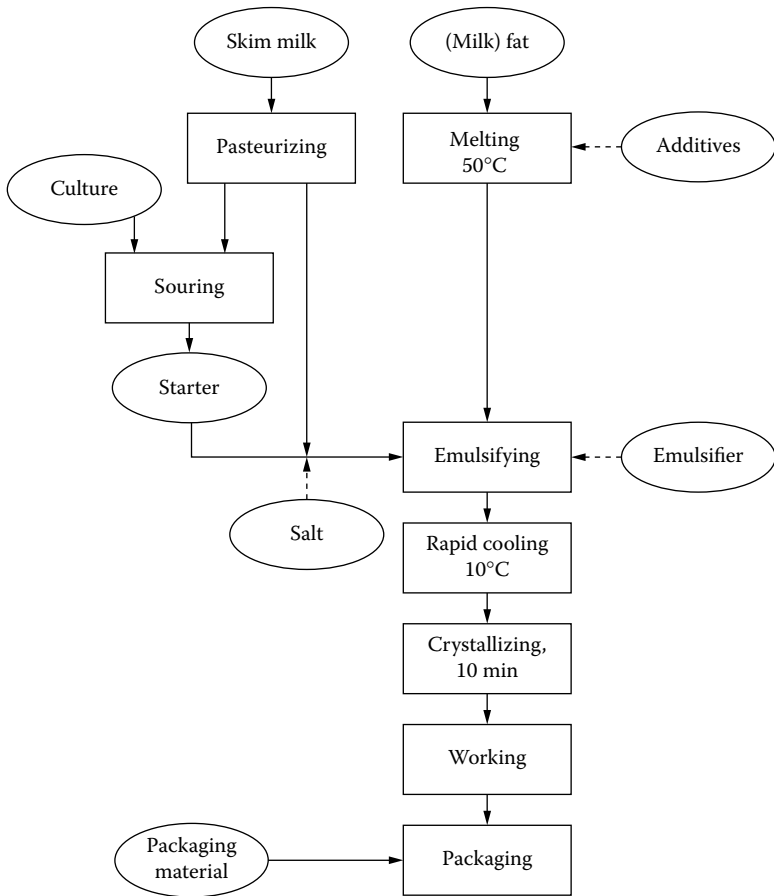 Skim milk
(Milk) fat
Pasteurizing
Melting
50°C
Additives
Culture
Souring
Starter
Emulsifying
Emulsifier
Salt
Rapid cooling
10°C
Crystallizing,
10 min
Working
Packaging
material
Packaging